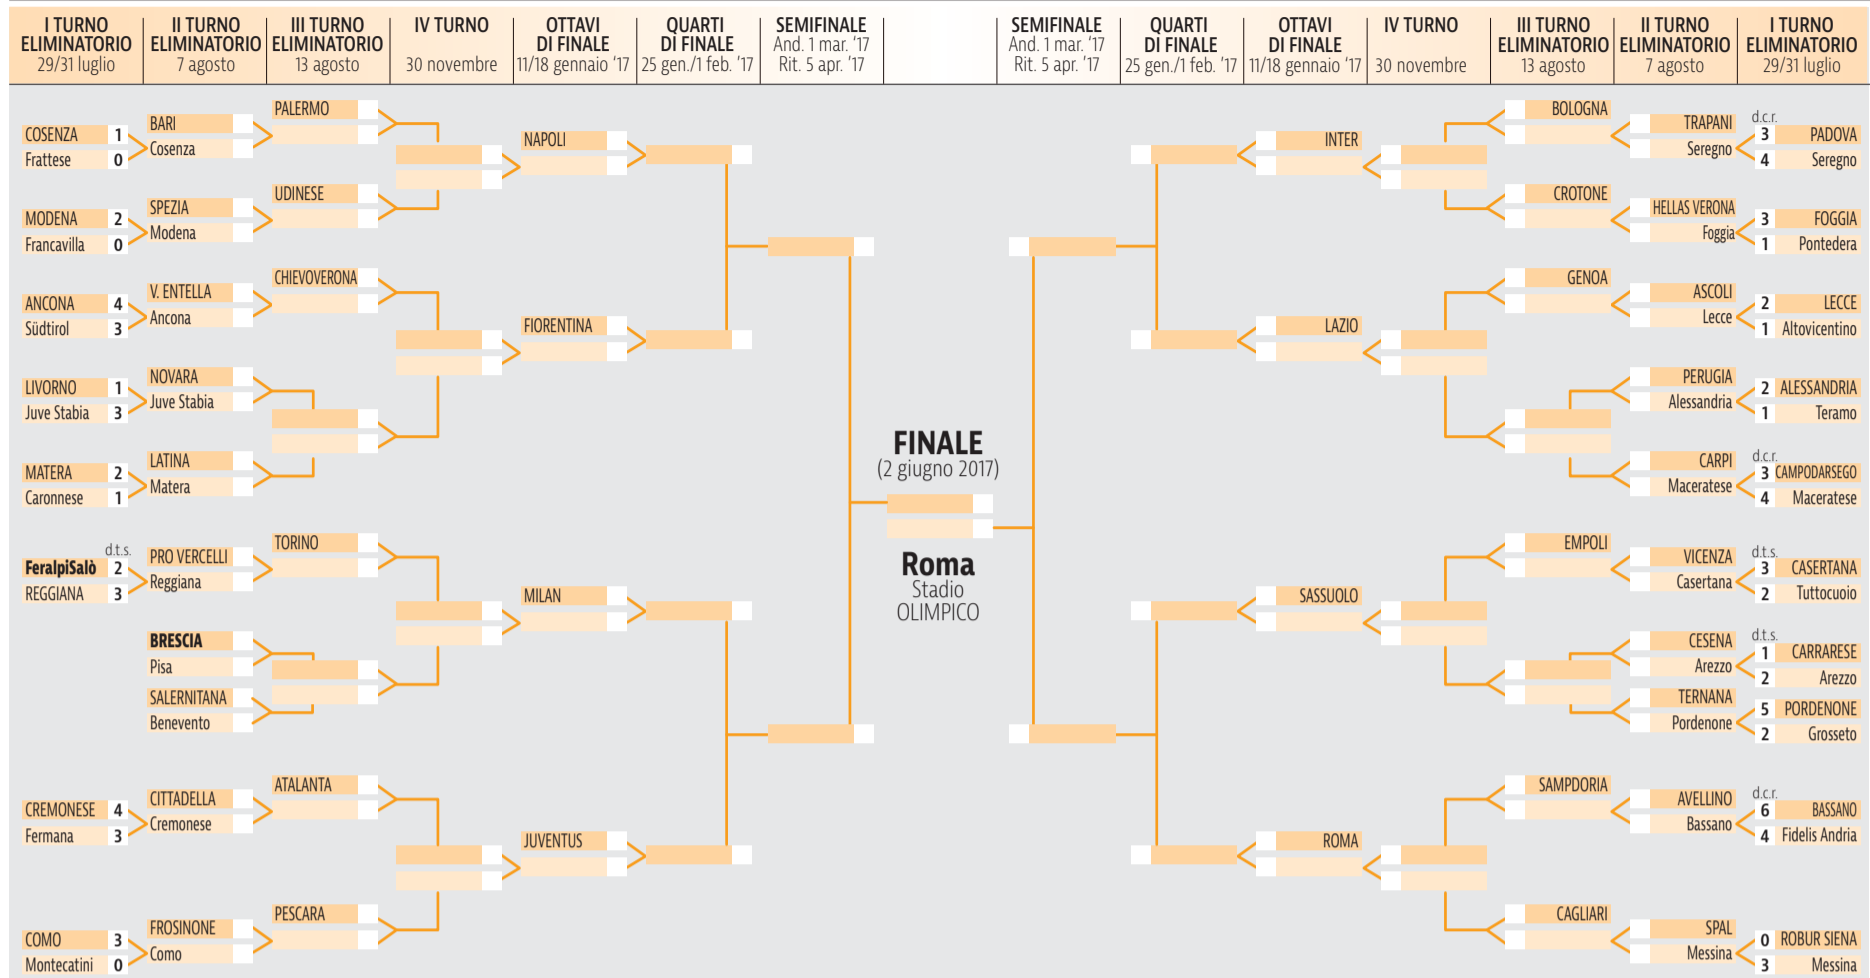 I TURNO
ELIMINATORIO
29/31 luglio
II TURNO
ELIMINATORIO
7 agosto
III TURNO
ELIMINATORIO
13 agosto
IV TURNO
30 novembre
OTTAVI
DI FINALE
11/18 gennaio ‘17
QUARTI
DI FINALE
25 gen./1 feb. ‘17
SEMIFINALE
And. 1 mar. ‘17
Rit. 5 apr. ‘17
SEMIFINALE
And. 1 mar. ‘17
Rit. 5 apr. ‘17
QUARTI
DI FINALE
25 gen./1 feb. ‘17
OTTAVI
DI FINALE
11/18 gennaio ‘17
IV TURNO
30 novembre
III TURNO
ELIMINATORIO
13 agosto
II TURNO
ELIMINATORIO
7 agosto
I TURNO
ELIMINATORIO
29/31 luglio
COSENZA 1
Frattese 0
MODENA 2
Francavilla 0
ANCONA 4
Südtirol 3
LIVORNO 1
Juve Stabia 3
MATERA 2
Caronnese 1
d.t.s.
FeralpiSalò 2
REGGIANA 3
CREMONESE 4
Fermana 3
COMO 3
Montecatini 0
BARI
Cosenza
SPEZIA
Modena
V. ENTELLA
Ancona
NOVARA
Juve Stabia
LATINA
Matera
PRO VERCELLI
Reggiana
BRESCIA
Pisa
SALERNITANA
Benevento
CITTADELLA
Cremonese
FROSINONE
Como
PALERMO
UDINESE
CHIEVOVERONA
TORINO
ATALANTA
PESCARA
NAPOLI
FIORENTINA
MILAN
JUVENTUS
FINALE
(2 giugno 2017)
Roma
Stadio
OLIMPICO
INTER
LAZIO
SASSUOLO
ROMA
BOLOGNA
CROTONE
GENOA
EMPOLI
SAMPDORIA
CAGLIARI
TRAPANI
Seregno
HELLAS VERONA
Foggia
ASCOLI
Lecce
PERUGIA
Alessandria
CARPI
Maceratese
VICENZA
Casertana
CESENA
Arezzo
TERNANA
Pordenone
AVELLINO
Bassano
SPAL
Messina
d.c.r.
3 PADOVA
4 Seregno
3 FOGGIA
1 Pontedera
2 LECCE
1 Altovicentino
2 ALESSANDRIA
1 Teramo
d.c.r.
3 CAMPODARSEGO
4 Maceratese
d.t.s.
3 CASERTANA
2 Tuttocuoio
d.t.s.
1 CARRARESE
2 Arezzo
5 PORDENONE
2 Grosseto
d.c.r.
6 BASSANO
4 Fidelis Andria
0 ROBUR SIENA
3 Messina